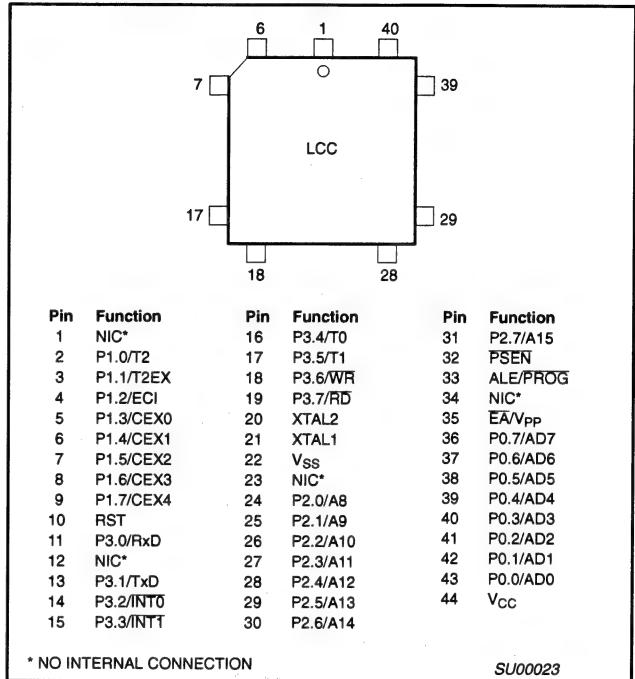 6 1 40
7 39
LCC
17 29
18 28
Pin Function Pin Function Pin Function
1 NIC* 16 P3.4/T0 31 P2.7/A15
2 P1.0/T2 17 P3.5/T1 32 PSEN
3 P1.1/T2EX 18 P3.6/WR 33 ALE/PROG
4 P1.2/ECI 19 P3.7/RD 34 NIC*
5 P1.3/CEX0 20 XTAL2 35 EA/VPP
6 P1.4/CEX1 21 XTAL1 36 P0.7/AD7
7 P1.5/CEX2 22 VSS 37 P0.6/AD6
8 P1.6/CEX3 23 NIC* 38 P0.5/AD5
9 P1.7/CEX4 24 P2.0/A8 39 P0.4/AD4
10 RST 25 P2.1/A9 40 P0.3/AD3
11 P3.0/RxD 26 P2.2/A10 41 P0.2/AD2
12 NIC* 27 P2.3/A11 42 P0.1/AD1
13 P3.1/TxD 28 P2.4/A12 43 P0.0/AD0
14 P3.2/INT0 29 P2.5/A13 44 VCC
15 P3.3/INT1 30 P2.6/A14
* NO INTERNAL CONNECTION
SU00023